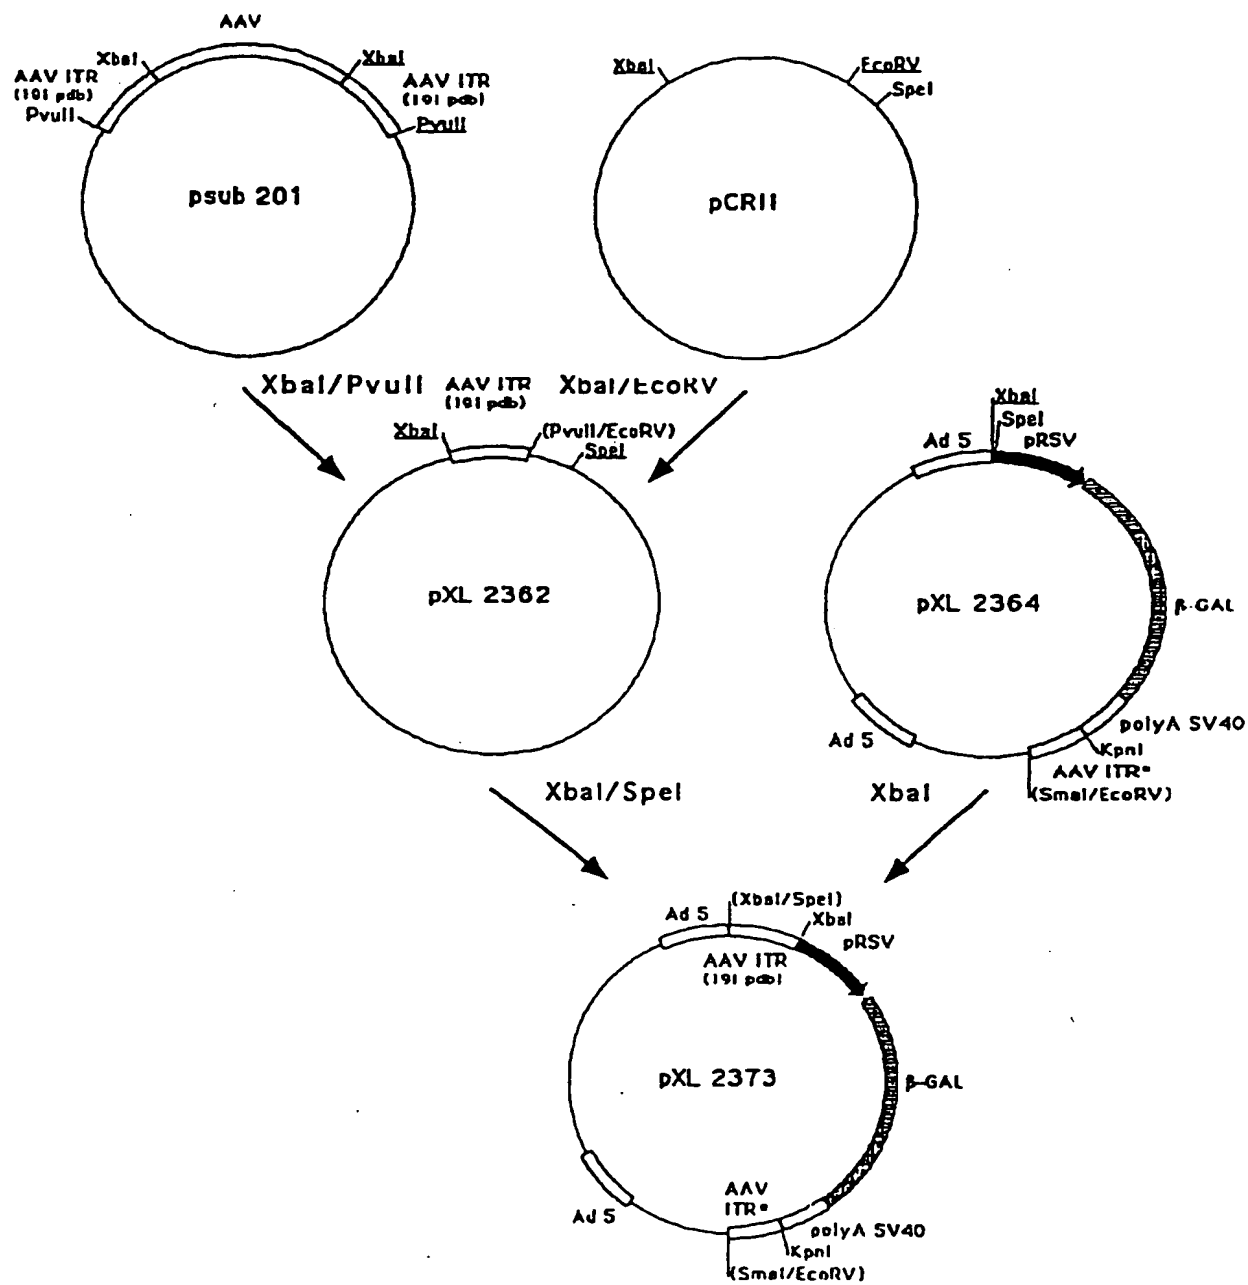 AAV
XbaI
XbaI
AAV ITR
(191 pdb)
PvuII
AAV ITR
(191 pdb)
PvuII
psub 201
XbaI
EcoRV
SpeI
pCRII
XbaI/PvuII
AAV ITR
(191 pdb)
XbaI/EcoRV
XbaI
(PvuII/EcoRV)
SpeI
pXL 2362
XbaI
SpeI
pRSV
Ad 5
pXL 2364
β-GAL
polyA SV40
KpnI
AAV ITR*
(SmaI/EcoRV)
Ad 5
XbaI/SpeI
XbaI
(XbaI/SpeI)
Ad 5
XbaI
pRSV
AAV ITR
(191 pdb)
pXL 2373
β-GAL
AAV
ITR*
Ad 5
polyA SV40
KpnI
(SmaI/EcoRV)